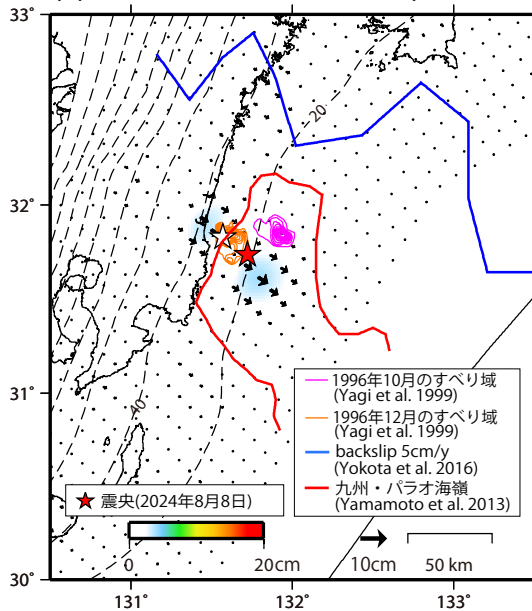 33°
20
32°
31°
40
1996年10月のすべり域
(Yagi et al. 1999)
1996年12月のすべり域
(Yagi et al. 1999)
backslip 5cm/y
(Yokota et al. 2016)
九州・パラオ海嶺
(Yamamoto et al. 2013)
震央(2024年8月8日)
0
20cm
10cm
50 km
30°
131°
132°
133°